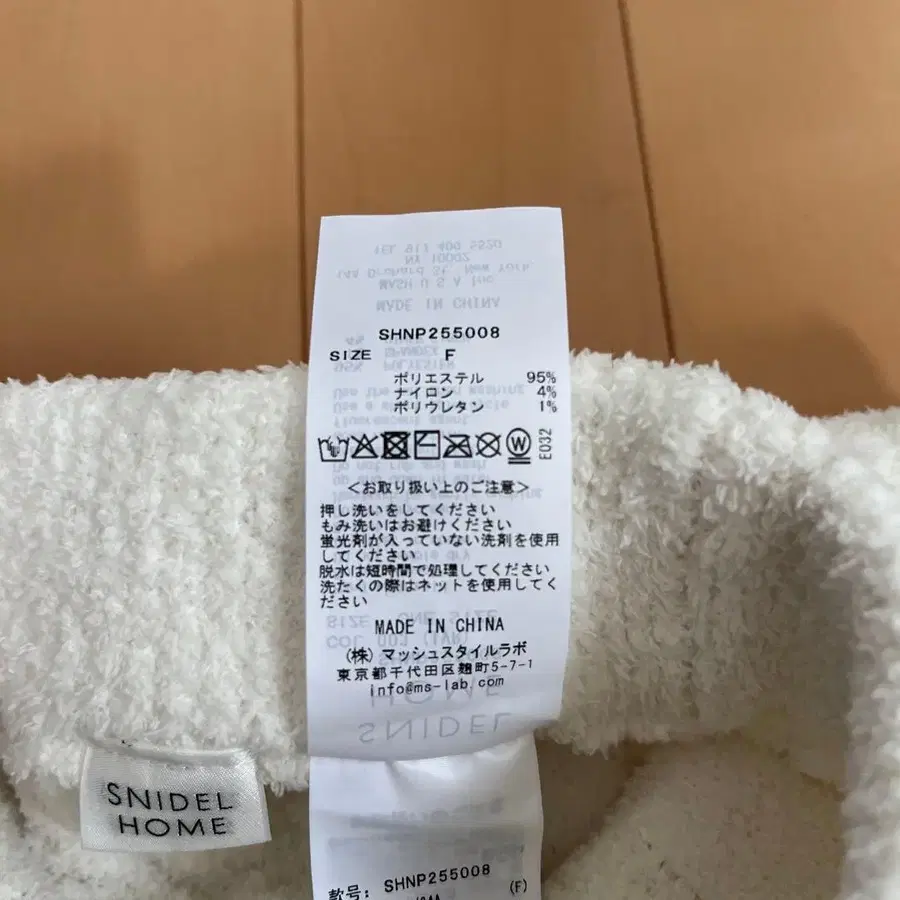 SHNP255008
SIZE F
ポリエステル 95%
ナイロン 4%
ポリウレタン 1%
W
E032
<お取り扱い上のご注意>
押し洗いをしてください
もみ洗いはお避けください
蛍光剤が入っていない洗剤を使用
してください
脱水は短時間で処理してください
洗たくの際はネットを使用してく
ださい
MADE IN CHINA
(株) マッシュスタイルラボ
東京都千代田区麹町5-7-1
info@ms-lab.com
SNIDEL
HOME
款号: SHNP255008
(F)